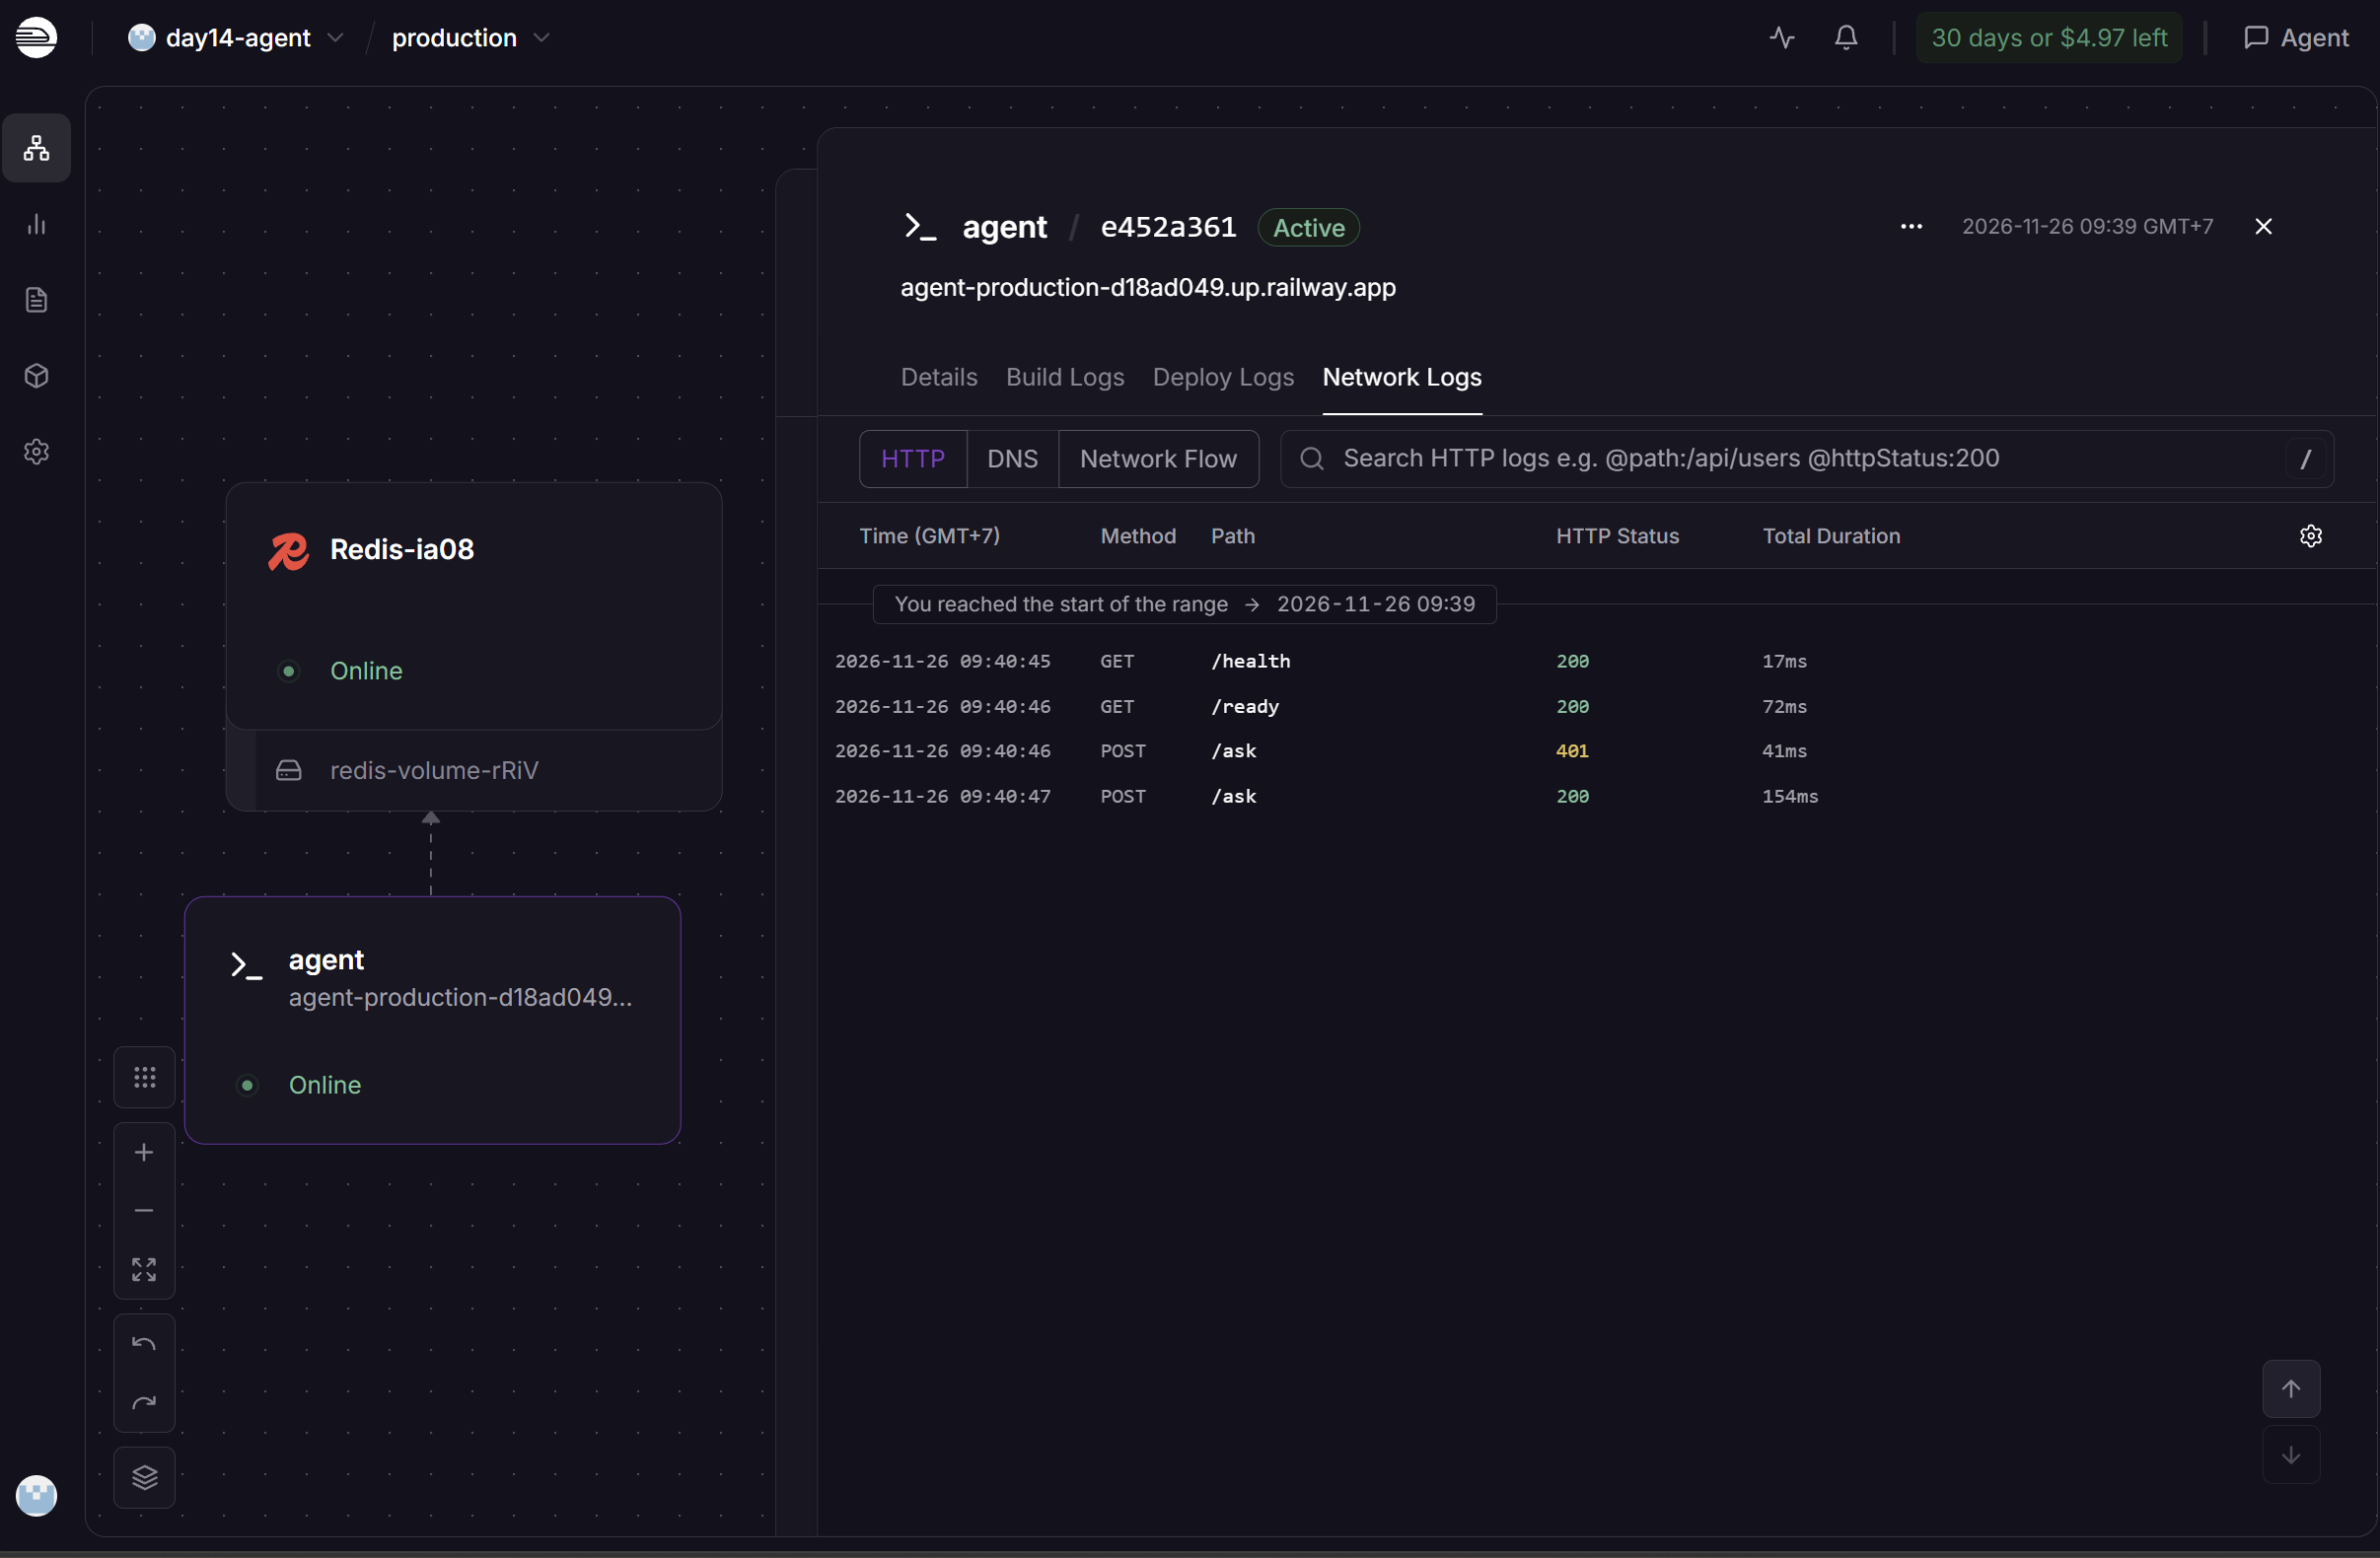 day14-agent / production
30 days or $4.97 left
Agent
Redis-ia08
Online
redis-volume-rRiV
agent
agent-production-d18ad049...
Online
agent / e452a361 Active
2026-11-26 09:39 GMT+7
agent-production-d18ad049.up.railway.app
Details Build Logs Deploy Logs Network Logs
HTTP DNS Network Flow
Search HTTP logs e.g. @path:/api/users @httpStatus:200 /
Time (GMT+7) Method Path HTTP Status Total Duration
You reached the start of the range → 2026-11-26 09:39
2026-11-26 09:40:45 GET /health 200 17ms
2026-11-26 09:40:46 GET /ready 200 72ms
2026-11-26 09:40:46 POST /ask 401 41ms
2026-11-26 09:40:47 POST /ask 200 154ms